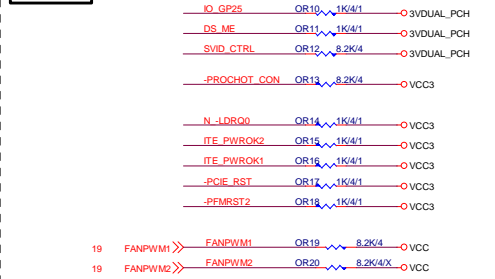 IO_GP25 OR10 1K/4/1 3VDUAL_PCH
DS_ME OR11 1K/4/1 3VDUAL_PCH
SVID_CTRL OR12 8.2K/4 3VDUAL_PCH
-PROCHOT_CON OR13 8.2K/4 VCC3
N_-LDRQ0 OR14 1K/4/1 VCC3
ITE_PWROK2 OR15 1K/4/1 VCC3
ITE_PWROK1 OR16 1K/4/1 VCC3
-PCIE_RST OR17 1K/4/1 VCC3
-PFMRST2 OR18 1K/4/1 VCC3
19 FANPWM1 FANPWM1 OR19 8.2K/4 VCC
19 FANPWM2 FANPWM2 OR20 8.2K/4/X VCC